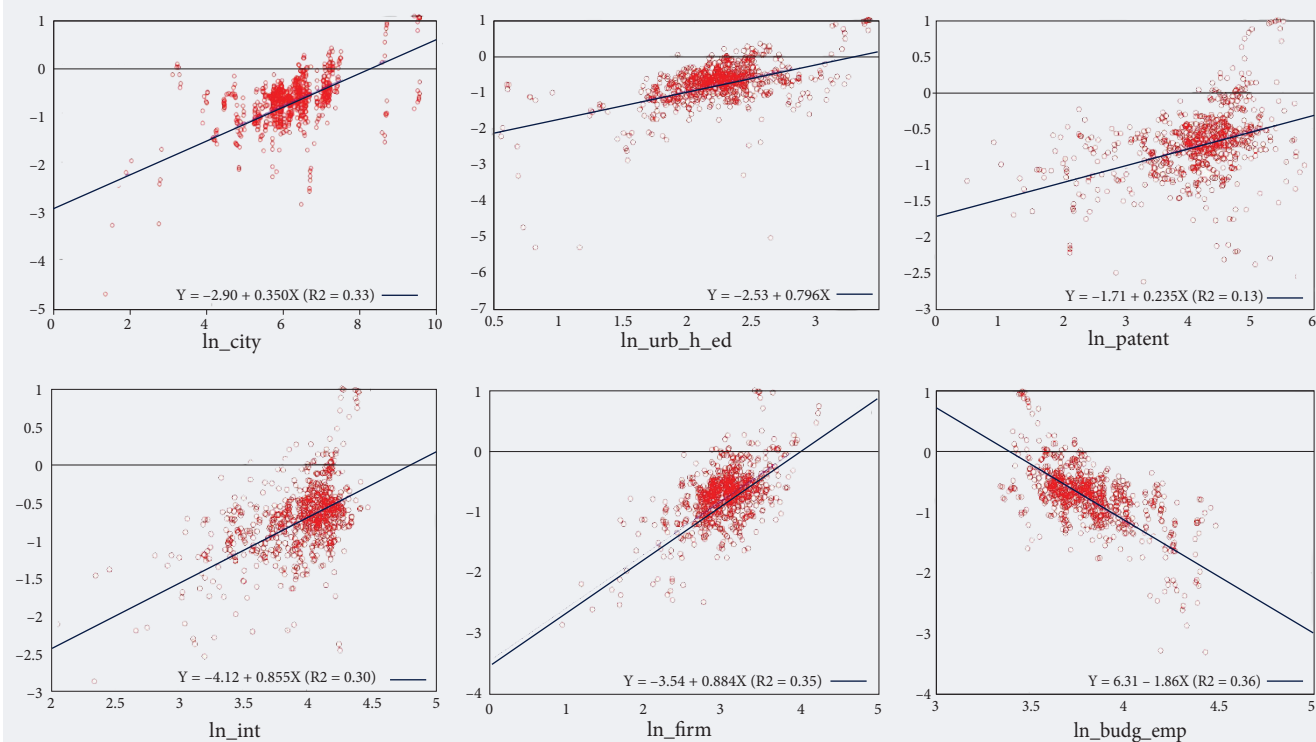 1
0
−1
−2
−3
−4
−5
Y = −2.90 + 0.350X (R2 = 0.33)
0 2 4 6 8 10
ln_city
1
0
−1
−2
−3
−4
−5
−6
−7
Y = −2.53 + 0.796X
0.5 1 1.5 2 2.5 3
ln_urb_h_ed
1
0.5
0
−0.5
−1
−1.5
−2
−2.5
−3
Y = −1.71 + 0.235X (R2 = 0.13)
0 1 2 3 4 5 6
ln_patent
1
0.5
0
−0.5
−1
−1.5
−2
−2.5
−3
Y = −4.12 + 0.855X (R2 = 0.30)
2 2.5 3 3.5 4 4.5 5
ln_int
1
0
−1
−2
−3
−4
Y = −3.54 + 0.884X (R2 = 0.35)
0 1 2 3 4 5
ln_firm
1
0
−1
−2
−3
−4
Y = 6.31 − 1.86X (R2 = 0.36)
3 3.5 4 4.5 5
ln_budg_emp